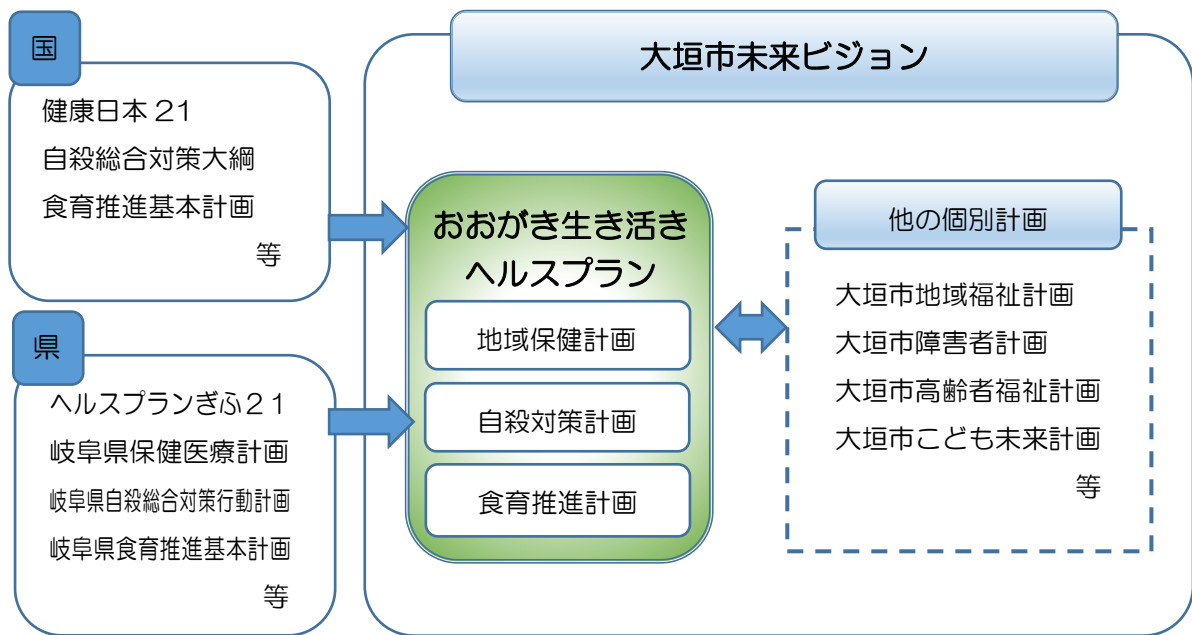 国
健康日本 21
自殺総合対策大綱
食育推進基本計画
等
県
ヘルスプランぎふ21
岐阜県保健医療計画
岐阜県自殺総合対策行動計画
岐阜県食育推進基本計画
等
大垣市未来ビジョン
おおがき生き活き
ヘルスプラン
地域保健計画
自殺対策計画
食育推進計画
他の個別計画
大垣市地域福祉計画
大垣市障害者計画
大垣市高齢者福祉計画
大垣市こども未来計画
等